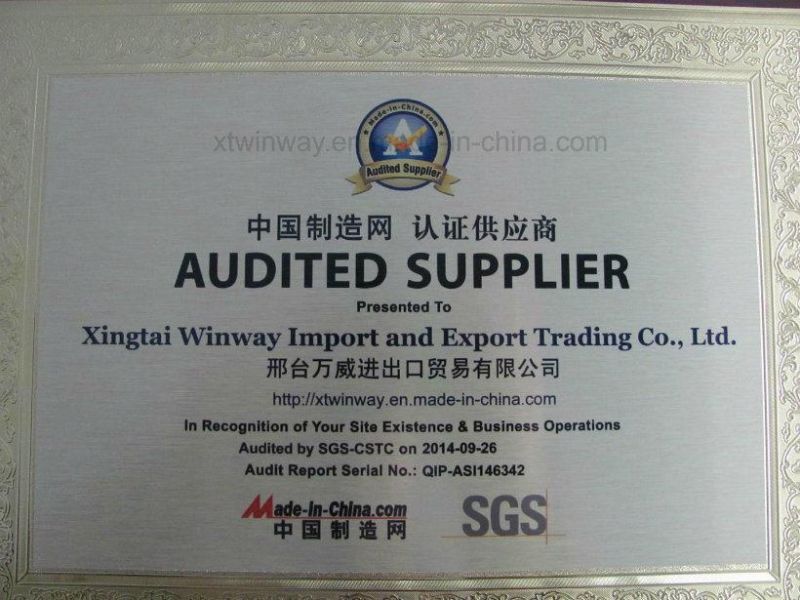 Made-in-China.com
xtwinway.en.made-in-china.com
A
Audited Supplier
中国制造网 认证供应商
AUDITED SUPPLIER
Presented To
Xingtai Winway Import and Export Trading Co., Ltd.
邢台万威进出口贸易有限公司
http://xtwinway.en.made-in-china.com
In Recognition of Your Site Existence & Business Operations
Audited by SGS-CSTC on 2014-09-26
Audit Report Serial No.: QIP-ASI146342
Made-in-China.com
中国制造网
SGS